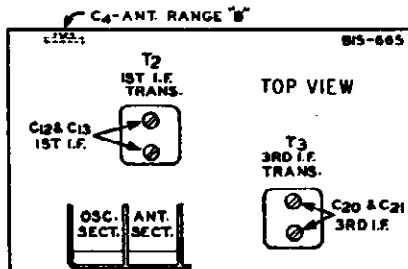 C4-ANT. RANGE "B"
BIS-665
T2
1ST I.F.
TRANS.
TOP VIEW
C12 & C13
1ST I.F.
T3
3RD I.F.
TRANS.
C20 & C21
3RD I.F.
OSC. SECT.
ANT. SECT.